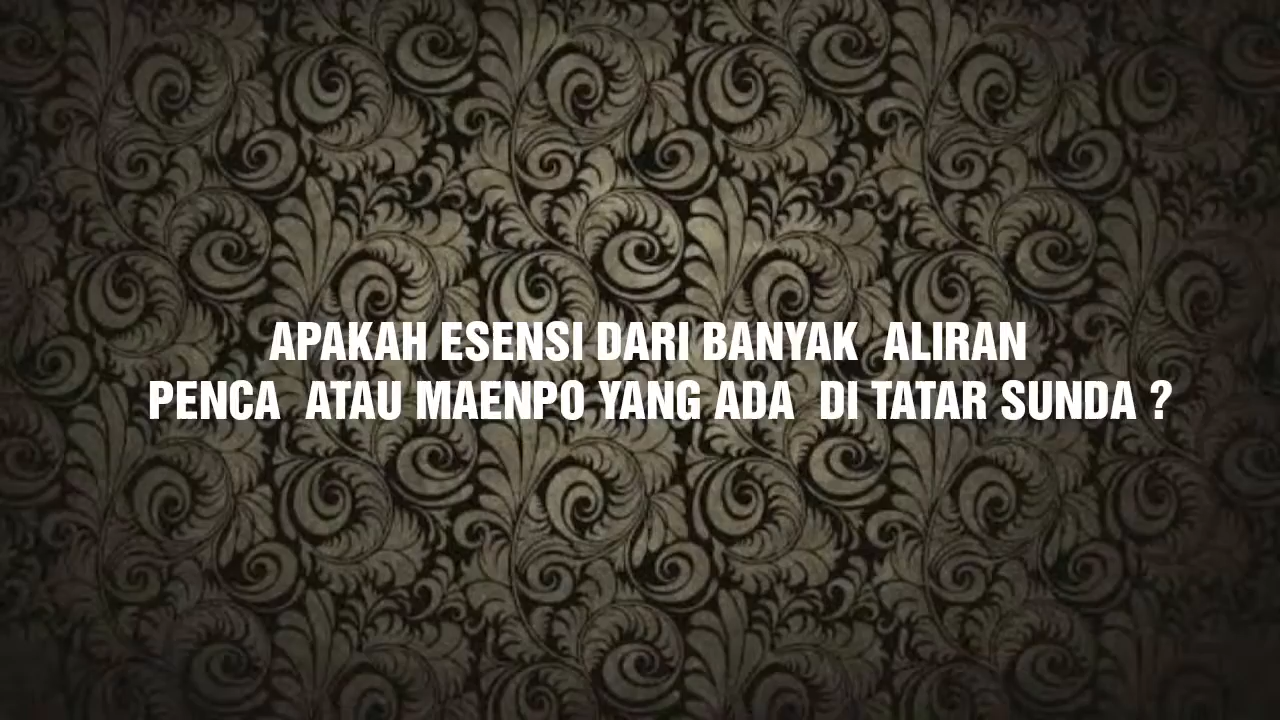 APAKAH ESENSI DARI BANYAK ALIRAN
PENCA ATAU MAENPO YANG ADA DI TATAR SUNDA ?